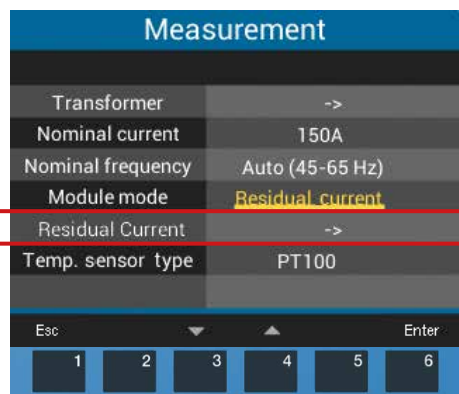 Measurement
Transformer ->
Nominal current 150A
Nominal frequency Auto (45-65 Hz)
Module mode Residual current
Residual Current ->
Temp. sensor type PT100
Esc Enter
1 2 3 4 5 6